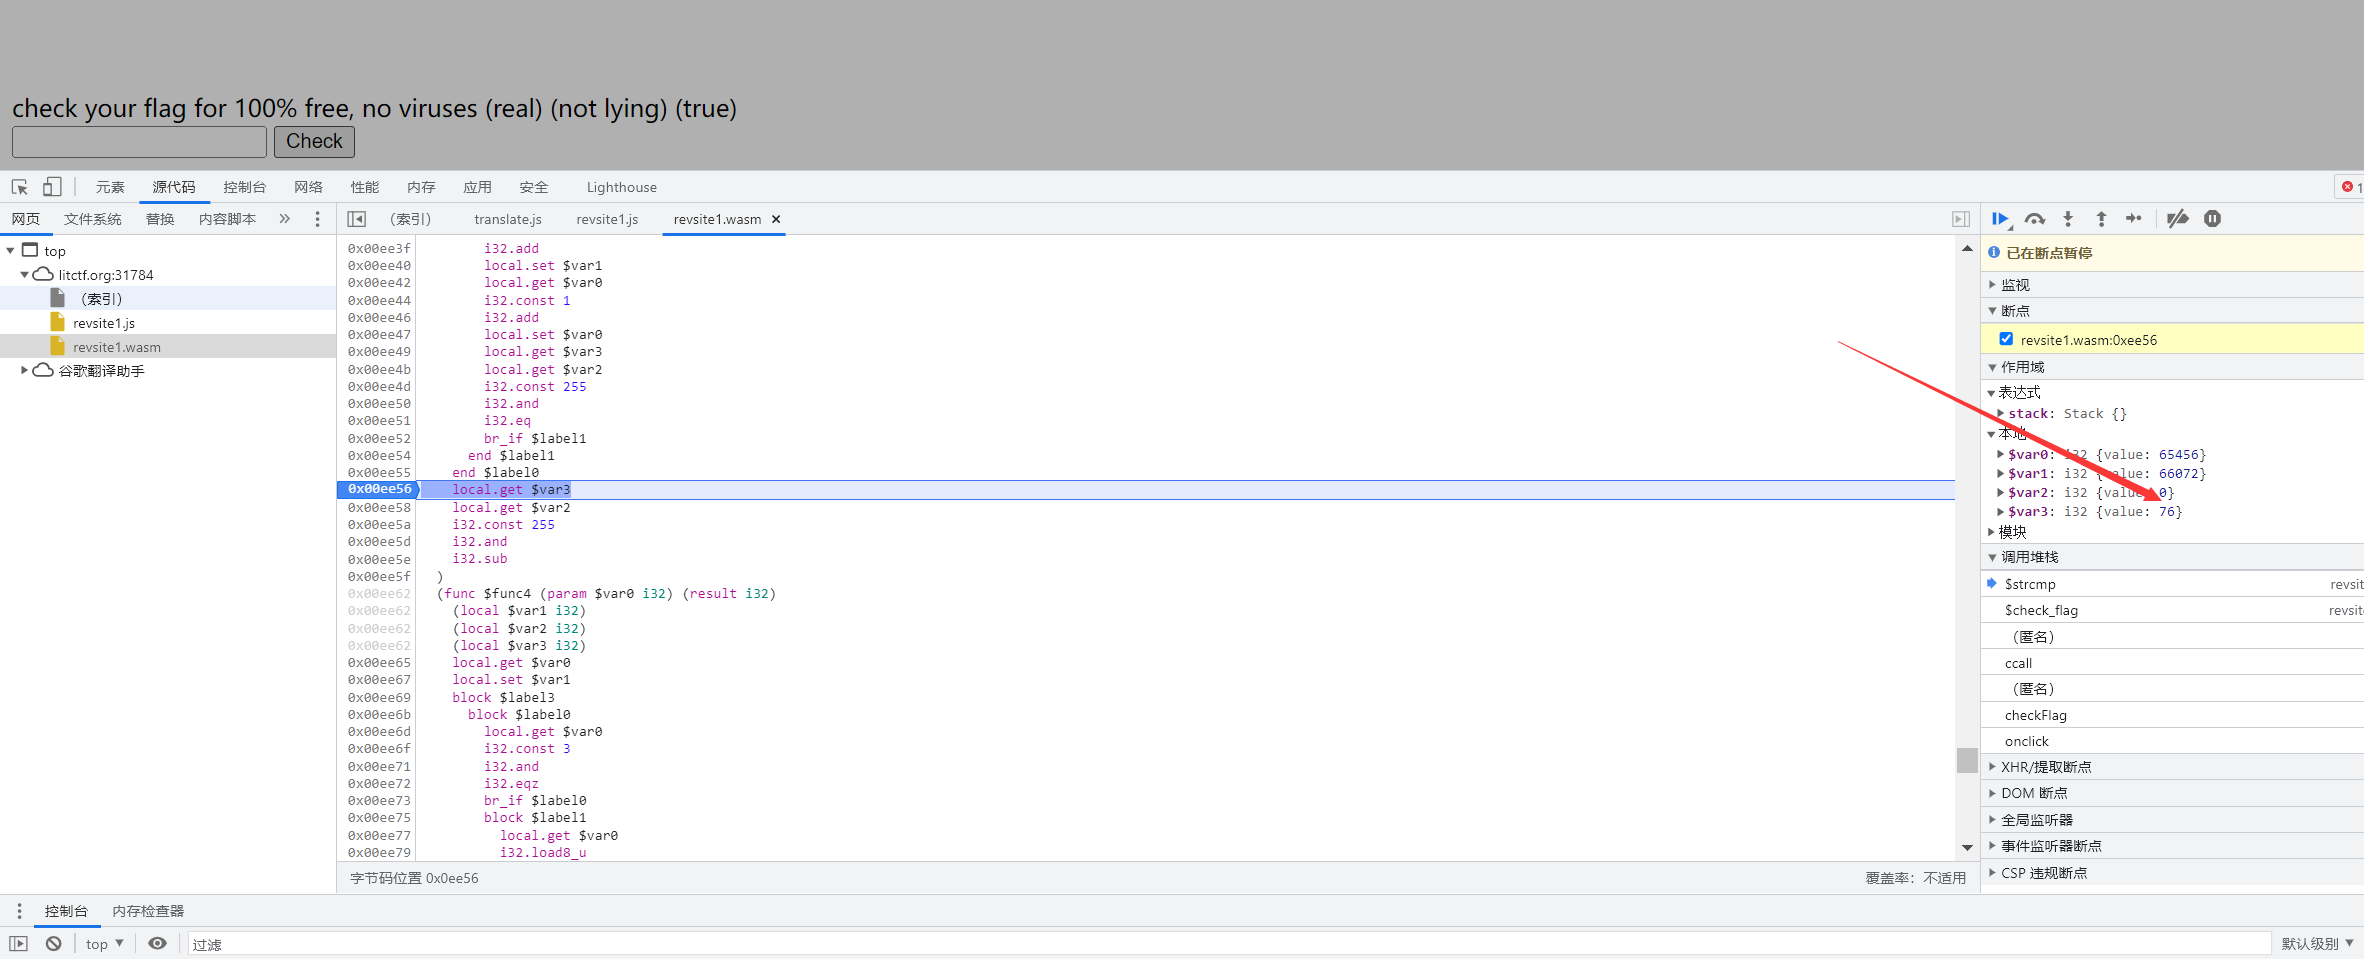 check your flag for 100% free, no viruses (real) (not lying) (true)
Check
元素 源代码 控制台 网络 性能 内存 应用 安全 Lighthouse 1
网页 文件系统 替换 内容脚本 » （索引） translate.js revsite1.js revsite1.wasm ×
top
litctf.org:31784
（索引）
revsite1.js
revsite1.wasm
谷歌翻译助手
0x00ee3f i32.add
0x00ee40 local.set $var1
0x00ee42 local.get $var0
0x00ee44 i32.const 1
0x00ee46 i32.add
0x00ee47 local.set $var0
0x00ee49 local.get $var3
0x00ee4b local.get $var2
0x00ee4d i32.const 255
0x00ee50 i32.and
0x00ee51 i32.eq
0x00ee52 br_if $label1
0x00ee54 end $label1
0x00ee55 end $label0
0x00ee56 local.get $var3
0x00ee58 local.get $var2
0x00ee5a i32.const 255
0x00ee5d i32.and
0x00ee5e i32.sub
0x00ee5f )
0x00ee62 (func $func4 (param $var0 i32) (result i32)
0x00ee62 (local $var1 i32)
0x00ee62 (local $var2 i32)
0x00ee62 (local $var3 i32)
0x00ee65 local.get $var0
0x00ee67 local.set $var1
0x00ee69 block $label3
0x00ee6b block $label0
0x00ee6d local.get $var0
0x00ee6f i32.const 3
0x00ee71 i32.and
0x00ee72 i32.eqz
0x00ee73 br_if $label0
0x00ee75 block $label1
0x00ee77 local.get $var0
0x00ee79 i32.load8_u
字节码位置 0x0ee56 覆盖率：不适用
已在断点暂停
监视
断点
revsite1.wasm:0xee56
作用域
表达式
stack: Stack {}
本地
$var0: i32 {value: 65456}
$var1: i32 {value: 66072}
$var2: i32 {value: 0}
$var3: i32 {value: 76}
模块
调用堆栈
$strcmp revsit
$check_flag revsite
（匿名）
ccall
（匿名）
checkFlag
onclick
XHR/提取断点
DOM 断点
全局监听器
事件监听器断点
CSP 违规断点
控制台 内存检查器
top 过滤 默认级别